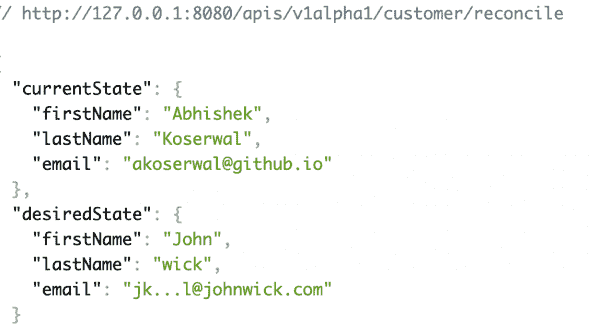 // http://127.0.0.1:8080/apis/v1alpha1/customer/reconcile
{
"currentState": {
"firstName": "Abhishek",
"lastName": "Koserwal",
"email": "akoserwal@github.io"
},
"desiredState": {
"firstName": "John",
"lastName": "wick",
"email": "jk...l@johnwick.com"
}